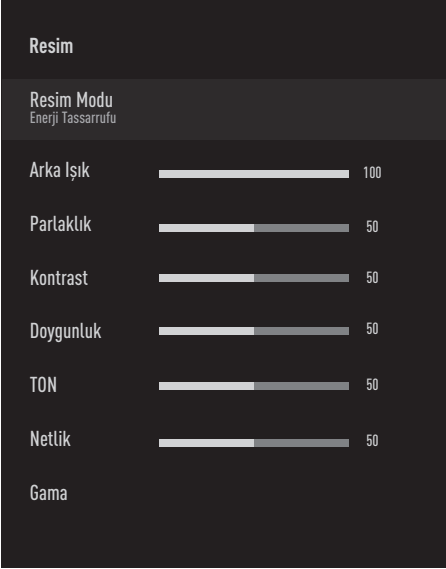 Resim
Resim Modu
Enerji Tassarrufu
Arka Işık 100
Parlaklık 50
Kontrast 50
Doygunluk 50
TON 50
Netlik 50
Gama